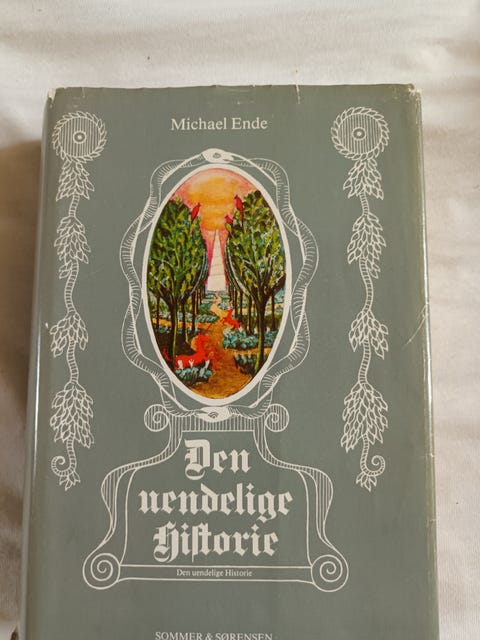 Michael Ende
Den
uendelige
Historie
Den uendelige Historie
SOMMER & SØRENSEN